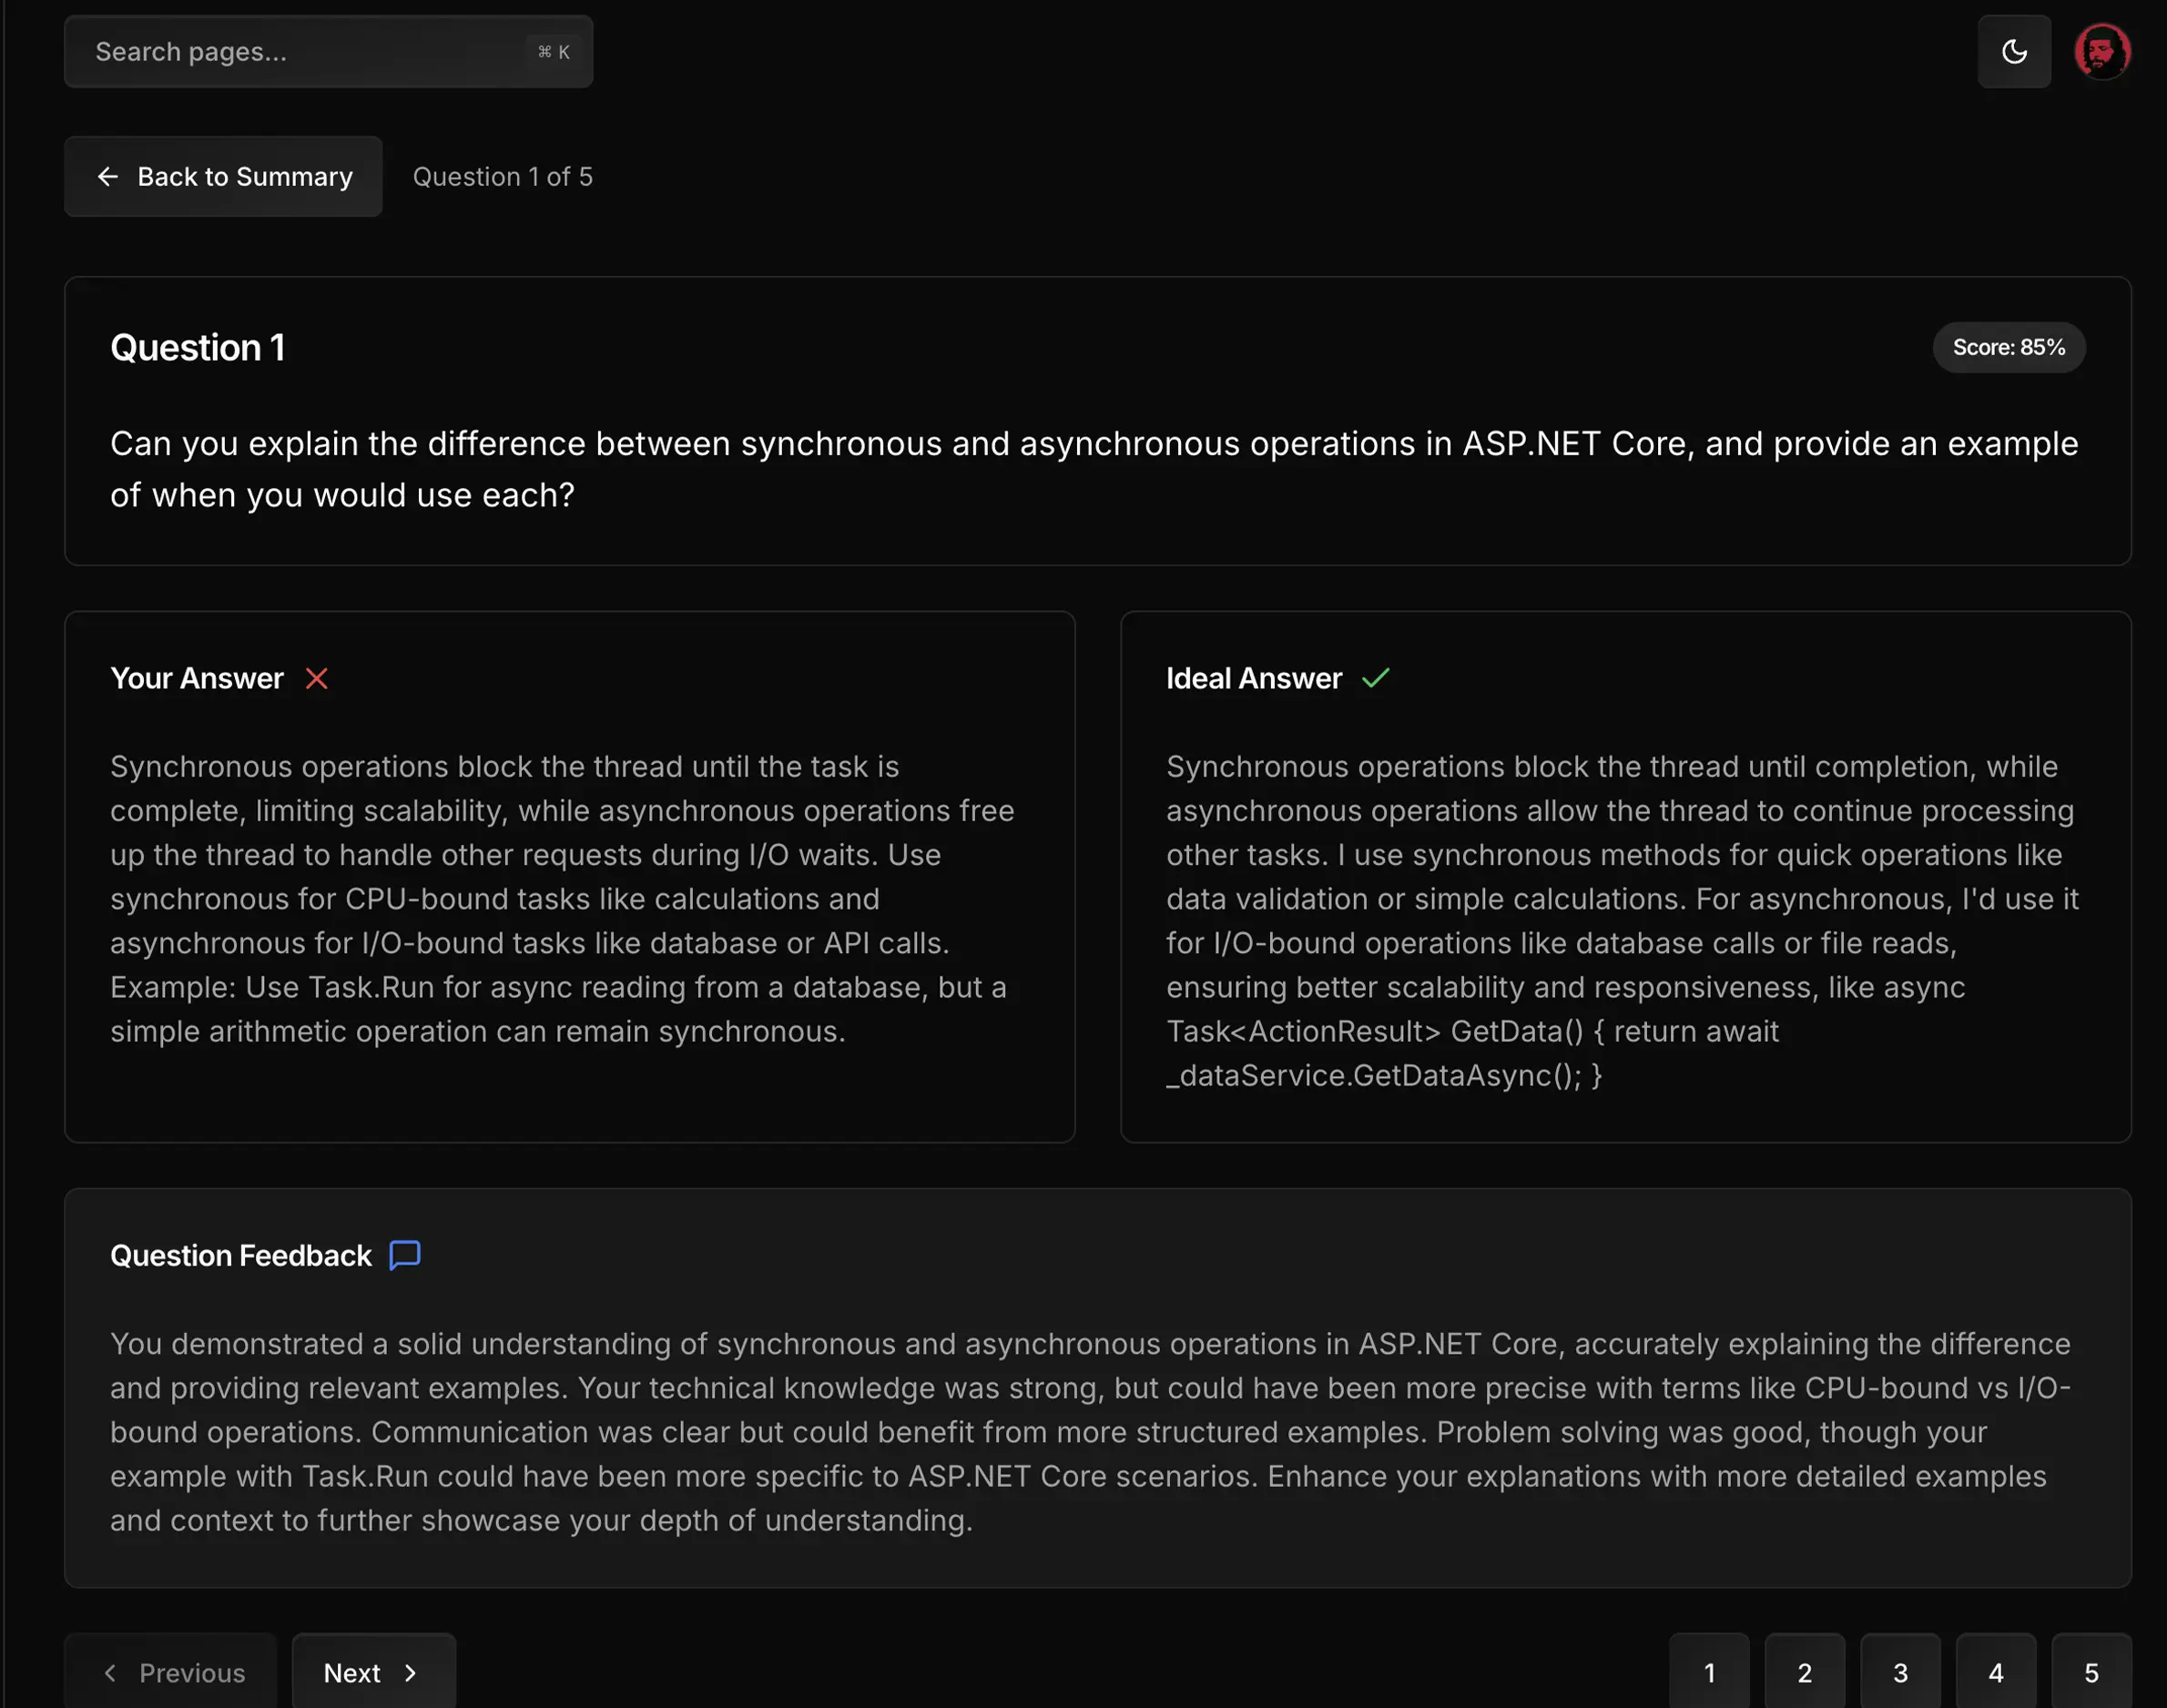 Search pages...
⌘ K
Back to Summary
Question 1 of 5
Question 1
Score: 85%
Can you explain the difference between synchronous and asynchronous operations in ASP.NET Core, and provide an example
of when you would use each?
Your Answer
Synchronous operations block the thread until the task is
complete, limiting scalability, while asynchronous operations free
up the thread to handle other requests during I/O waits. Use
synchronous for CPU-bound tasks like calculations and
asynchronous for I/O-bound tasks like database or API calls.
Example: Use Task.Run for async reading from a database, but a
simple arithmetic operation can remain synchronous.
Ideal Answer
Synchronous operations block the thread until completion, while
asynchronous operations allow the thread to continue processing
other tasks. I use synchronous methods for quick operations like
data validation or simple calculations. For asynchronous, I'd use it
for I/O-bound operations like database calls or file reads,
ensuring better scalability and responsiveness, like async
Task<ActionResult> GetData() { return await
_dataService.GetDataAsync(); }
Question Feedback
You demonstrated a solid understanding of synchronous and asynchronous operations in ASP.NET Core, accurately explaining the difference
and providing relevant examples. Your technical knowledge was strong, but could have been more precise with terms like CPU-bound vs I/O-
bound operations. Communication was clear but could benefit from more structured examples. Problem solving was good, though your
example with Task.Run could have been more specific to ASP.NET Core scenarios. Enhance your explanations with more detailed examples
and context to further showcase your depth of understanding.
Previous
Next
1
2
3
4
5